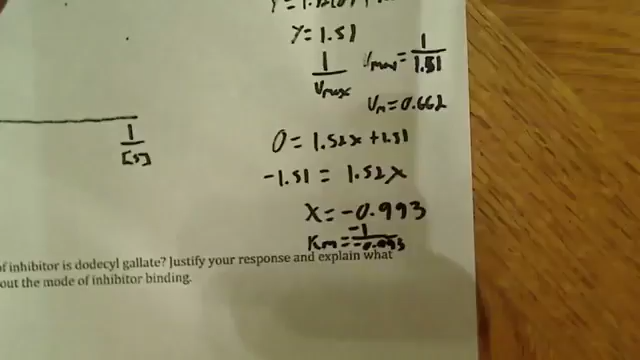 Y = 1.51
1
Vmax
Vmax = 1
1.51
Vm = 0.662
1
[S]
0 = 1.52x + 1.51
-1.51 = 1.52x
X = -0.993
Km = -1
-0.993
of inhibitor is dodecyl gallate? Justify your response and explain what
out the mode of inhibitor binding.